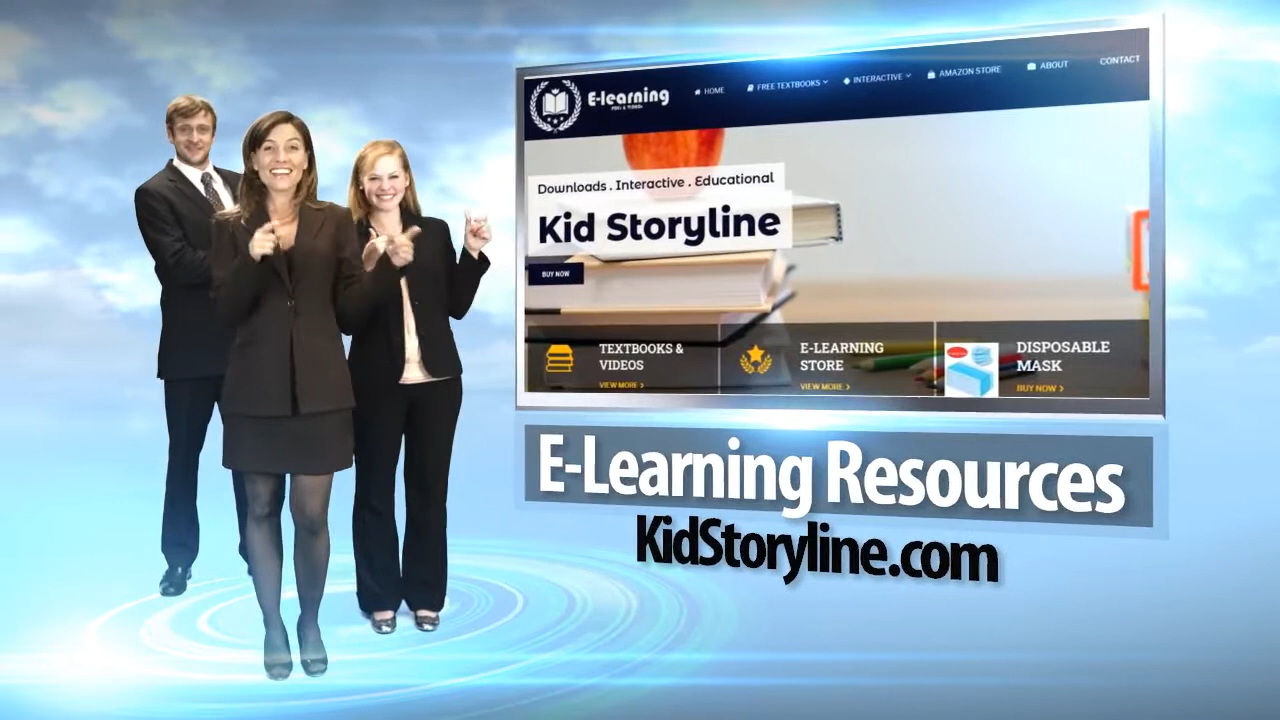 E-learning
HOME
FREE TEXTBOOKS
INTERACTIVE
AMAZON STORE
ABOUT
CONTACT
Downloads . Interactive . Educational
Kid Storyline
BUY NOW
TEXTBOOKS &
VIDEOS
VIEW MORE >
E-LEARNING
STORE
VIEW MORE >
DISPOSABLE
MASK
BUY NOW >
E-Learning Resources
KidStoryline.com